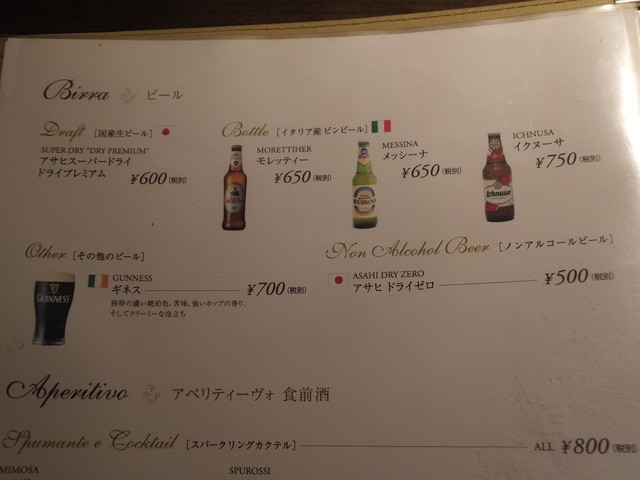 Birra ビール
Draft [国産生ビール]
SUPER DRY "DRY PREMIUM"
アサヒスーパードライ
ドライプレミアム ¥600(税別)
Bottle [イタリア産 ビンビール]
MORETTIHER
モレッティー
¥650(税別)
MESSINA
メッシーナ
¥650(税別)
ICHNUSA
イクヌーサ
¥750(税別)
MESSINA
ichnusa
Other [その他のビール]
GUINNESS
GUNNESS
ギネス ¥700(税別)
独特の濃い琥珀色、苦味、強いホップの香り、
そしてクリーミーな泡立ち
Non Alcohol Beer [ノンアルコールビール]
ASAHI DRY ZERO
アサヒ ドライゼロ ¥500(税別)
Aperitivo アペリティーヴォ 食前酒
Spumante e Cocktail [スパークリングカクテル] ALL ¥800(税別)
MIMOSA SPUROSSI